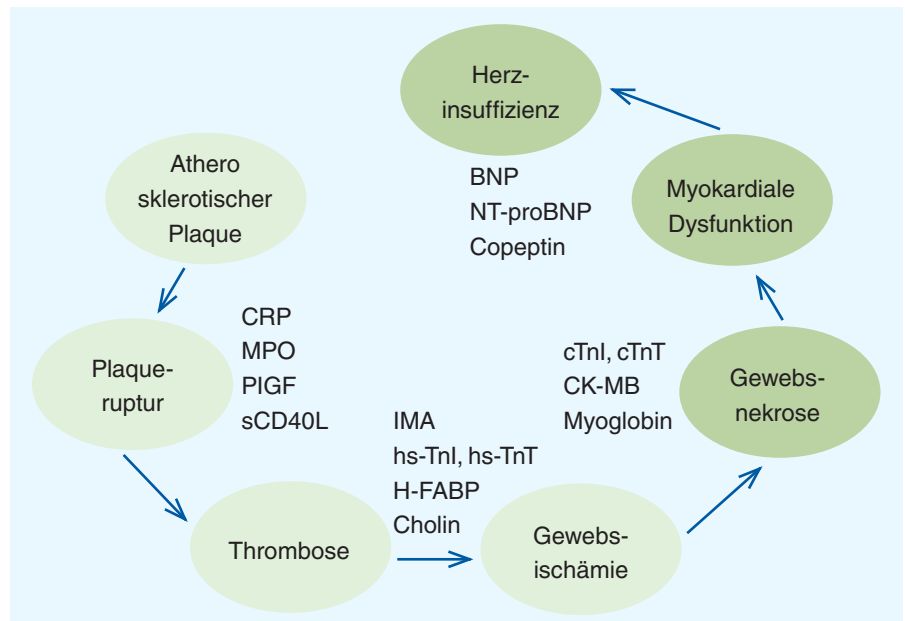 Herz-
insuffizienz
Athero
sklerotischer
Plaque
BNP
NT-proBNP
Copeptin
Myokardiale
Dysfunktion
Plaque-
ruptur
CRP
MPO
PIGF
sCD40L
cTnI, cTnT
CK-MB
Myoglobin
Gewebs-
nekrose
IMA
hs-TnI, hs-TnT
H-FABP
Cholin
Thrombose
Gewebs-
ischämie